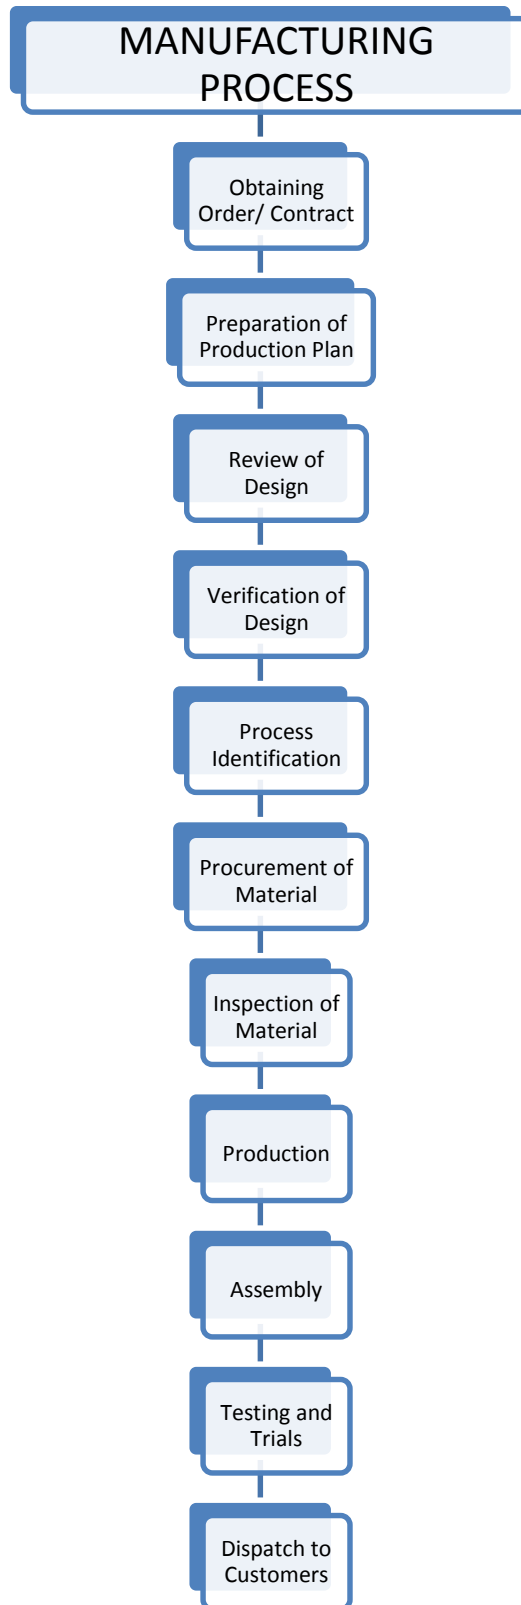 MANUFACTURING
PROCESS
Obtaining
Order/ Contract
Preparation of
Production Plan
Review of
Design
Verification of
Design
Process
Identification
Procurement of
Material
Inspection of
Material
Production
Assembly
Testing and
Trials
Dispatch to
Customers